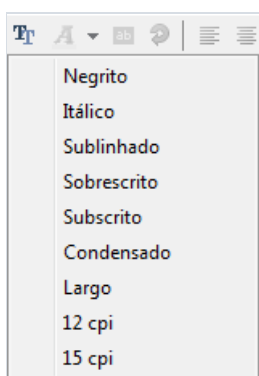 Negrito
Itálico
Sublinhado
Sobrescrito
Subscrito
Condensado
Largo
12 cpi
15 cpi